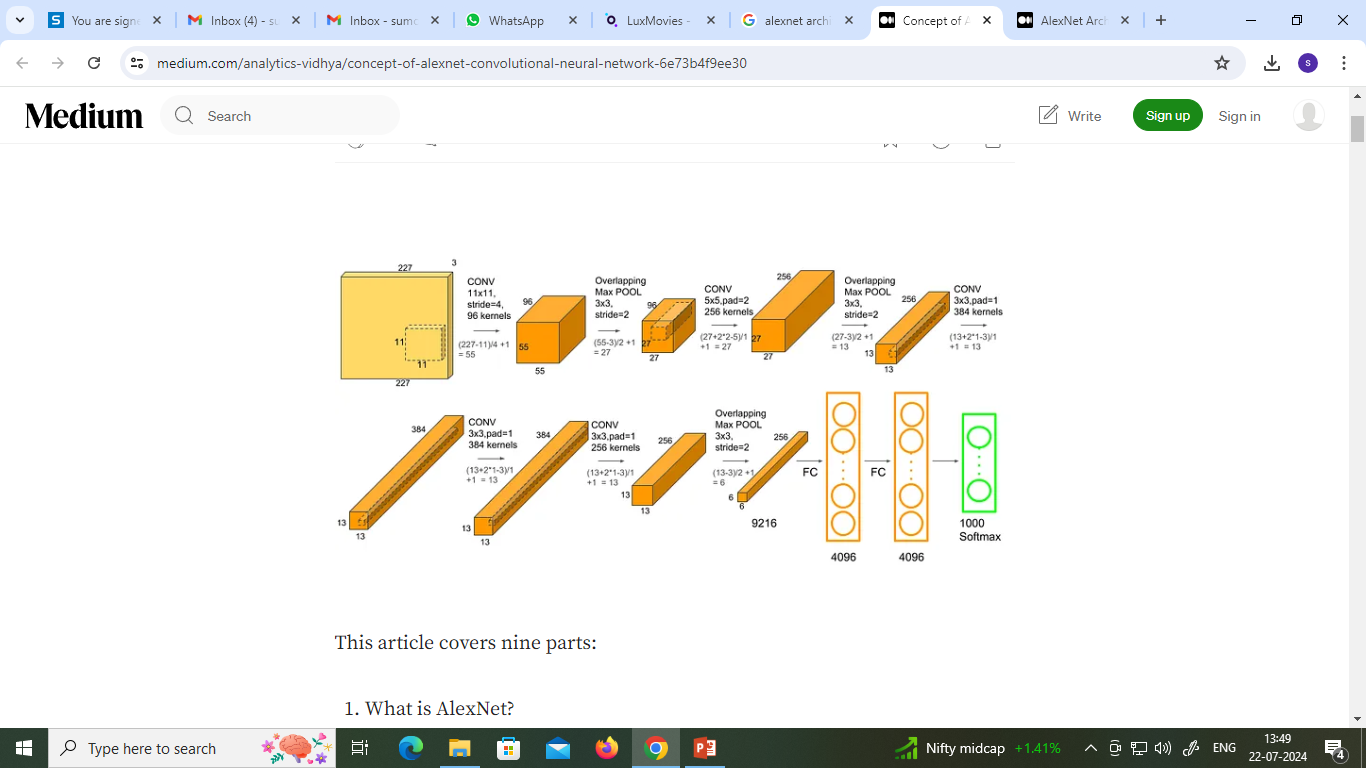 You are signe
Inbox (4) - su
Inbox - sumc
WhatsApp
LuxMovies -
alexnet archi
Concept of A
AlexNet Arch
medium.com/analytics-vidhya/concept-of-alexnet-convolutional-neural-network-6e73b4f9ee30
s
Medium
Search
Write
Sign up
Sign in
227
3
11
11
227
CONV
11x11,
stride=4,
96 kernels
(227-11)/4 +1
= 55
96
55
55
Overlapping
Max POOL
3x3,
stride=2
(55-3)/2 +1
= 27
96
27
27
CONV
5x5,pad=2
256 kernels
(27+2*2-5)/1
+1 = 27
256
27
27
Overlapping
Max POOL
3x3,
stride=2
(27-3)/2 +1
= 13
256
13
13
CONV
3x3,pad=1
384 kernels
(13+2*1-3)/1
+1 = 13
384
13
13
CONV
3x3,pad=1
384 kernels
(13+2*1-3)/1
+1 = 13
384
13
13
CONV
3x3,pad=1
256 kernels
(13+2*1-3)/1
+1 = 13
256
13
13
Overlapping
Max POOL
3x3,
stride=2
(13-3)/2 +1
= 6
256
6
6
9216
FC
4096
FC
4096
1000
Softmax
This article covers nine parts:
1. What is AlexNet?
Type here to search
Nifty midcap +1.41%
ENG
13:49
22-07-2024
4